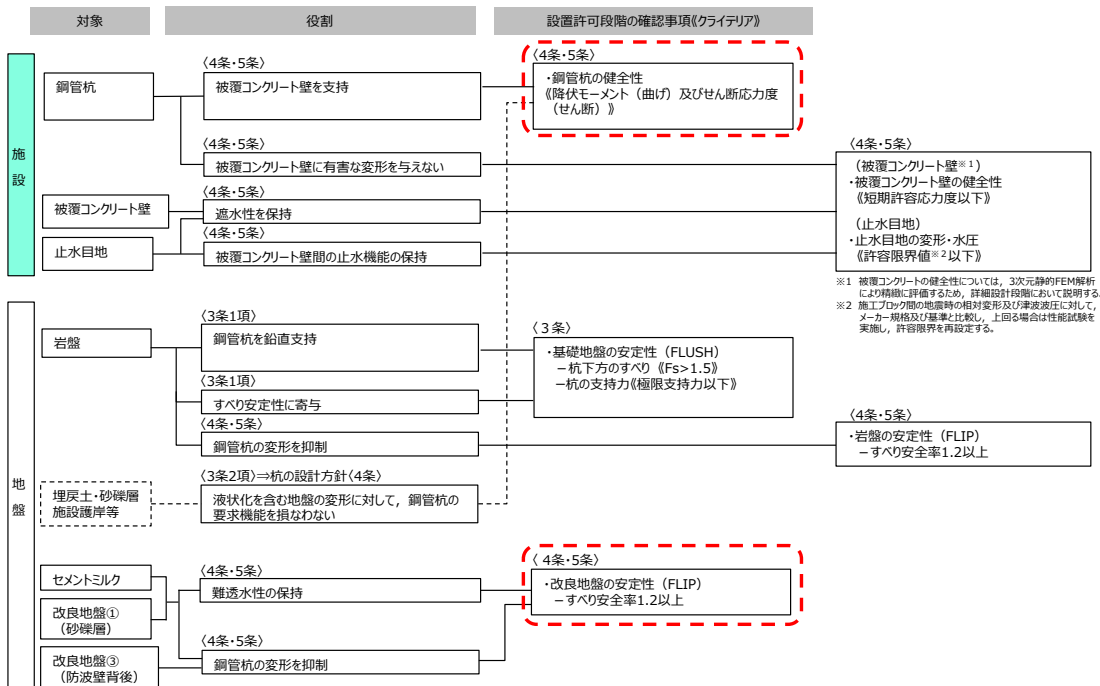 対象
役割
設置許可段階の確認事項《クライテリア》
施
設
鋼管杭
〈4条・5条〉
被覆コンクリート壁を支持
〈4条・5条〉
・鋼管杭の健全性
《降伏モーメント（曲げ）及びせん断応力度
（せん断）》
〈4条・5条〉
被覆コンクリート壁に有害な変形を与えない
被覆コンクリート壁
〈4条・5条〉
遮水性を保持
止水目地
〈4条・5条〉
被覆コンクリート壁間の止水機能の保持
〈4条・5条〉
（被覆コンクリート壁※1）
・被覆コンクリート壁の健全性
《短期許容応力度以下》
（止水目地）
・止水目地の変形・水圧
《許容限界値※2以下》
※1 被覆コンクリートの健全性については，3次元静的FEM解析
により精緻に評価するため，詳細設計段階において説明する。
※2 施工ブロック間の地震時の相対変形及び津波波圧に対して，
メーカー規格及び基準と比較し，上回る場合は性能試験を
実施し，許容限界を再設定する。
地
盤
岩盤
〈3条1項〉
鋼管杭を鉛直支持
〈3条1項〉
すべり安定性に寄与
〈4条・5条〉
鋼管杭の変形を抑制
〈３条〉
・基礎地盤の安定性（FLUSH）
－杭下方のすべり《Fs>1.5》
－杭の支持力《極限支持力以下》
〈4条・5条〉
・岩盤の安定性（FLIP）
－すべり安全率1.2以上
埋戻土・砂礫層
施設護岸等
〈3条2項〉⇒杭の設計方針〈4条〉
液状化を含む地盤の変形に対して，鋼管杭の
要求機能を損なわない
セメントミルク
改良地盤①
（砂礫層）
改良地盤③
（防波壁背後）
〈4条・5条〉
難透水性の保持
〈4条・5条〉
鋼管杭の変形を抑制
〈 4条・5条〉
・改良地盤の安定性（FLIP）
－すべり安全率1.2以上